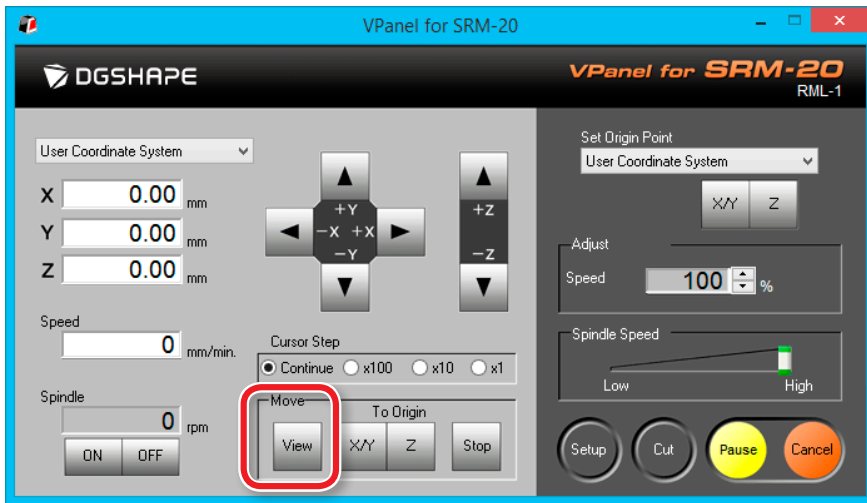 VPanel for SRM-20
DGSHAPE
VPanel for SRM-20
RML-1
User Coordinate System
X 0.00 mm
Y 0.00 mm
Z 0.00 mm
Speed
0 mm/min.
Spindle
0 rpm
ON OFF
+Y
-X +X
-Y
+Z
-Z
Cursor Step
Continue x100 x10 x1
Move
To Origin
View X/Y Z Stop
Set Origin Point
User Coordinate System
X/Y Z
Adjust
Speed 100 %
Spindle Speed
Low High
Setup Cut Pause Cancel